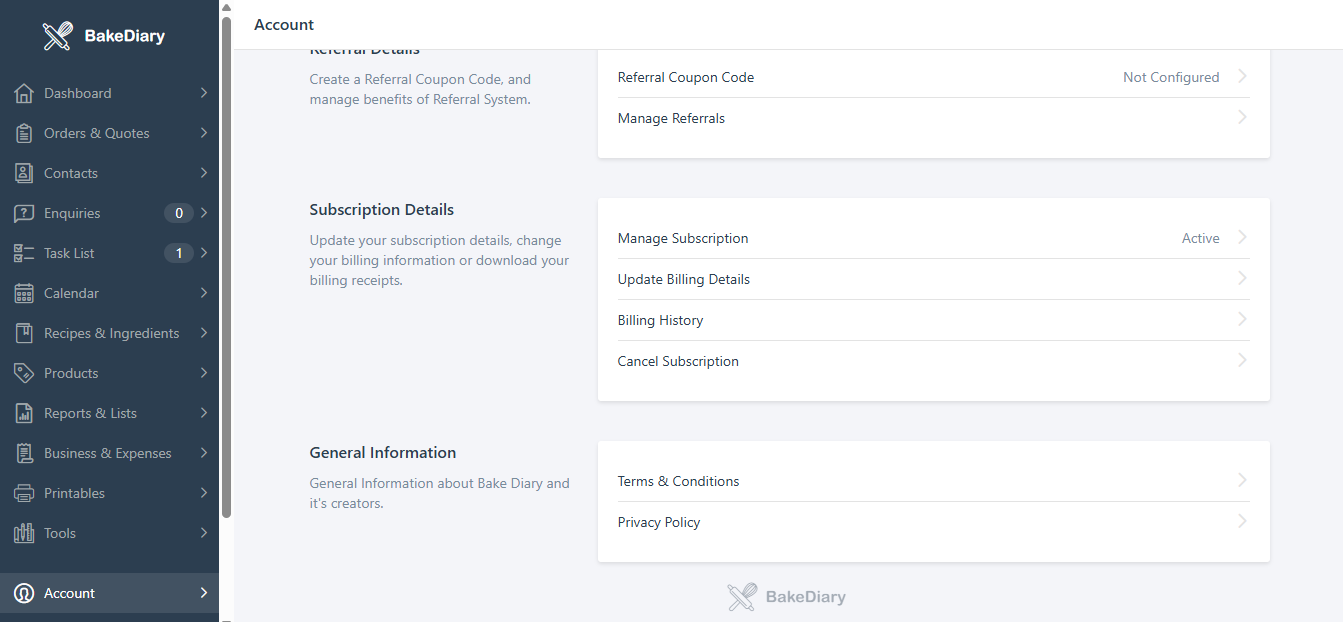 BakeDiary
Dashboard
Orders & Quotes
Contacts
Enquiries 0
Task List 1
Calendar
Recipes & Ingredients
Products
Reports & Lists
Business & Expenses
Printables
Tools
Account
Account
Referral Details
Create a Referral Coupon Code, and
manage benefits of Referral System.
Referral Coupon Code Not Configured
Manage Referrals
Subscription Details
Update your subscription details, change
your billing information or download your
billing receipts.
Manage Subscription Active
Update Billing Details
Billing History
Cancel Subscription
General Information
General Information about Bake Diary and
it's creators.
Terms & Conditions
Privacy Policy
BakeDiary